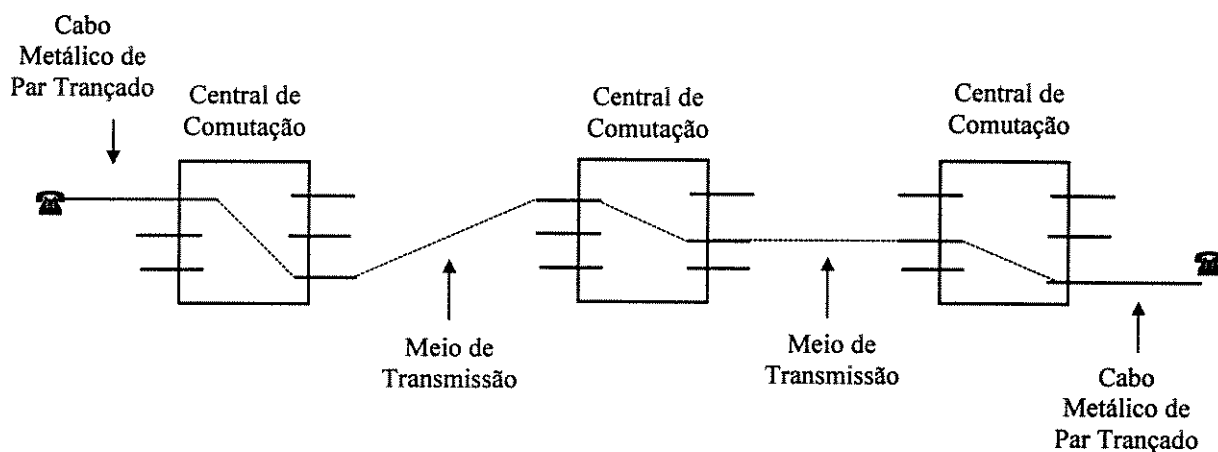 Cabo
Metálico de
Par Trançado
Central de
Comutação
Central de
Comutação
Central de
Comutação
Meio de
Transmissão
Meio de
Transmissão
Cabo
Metálico de
Par Trançado